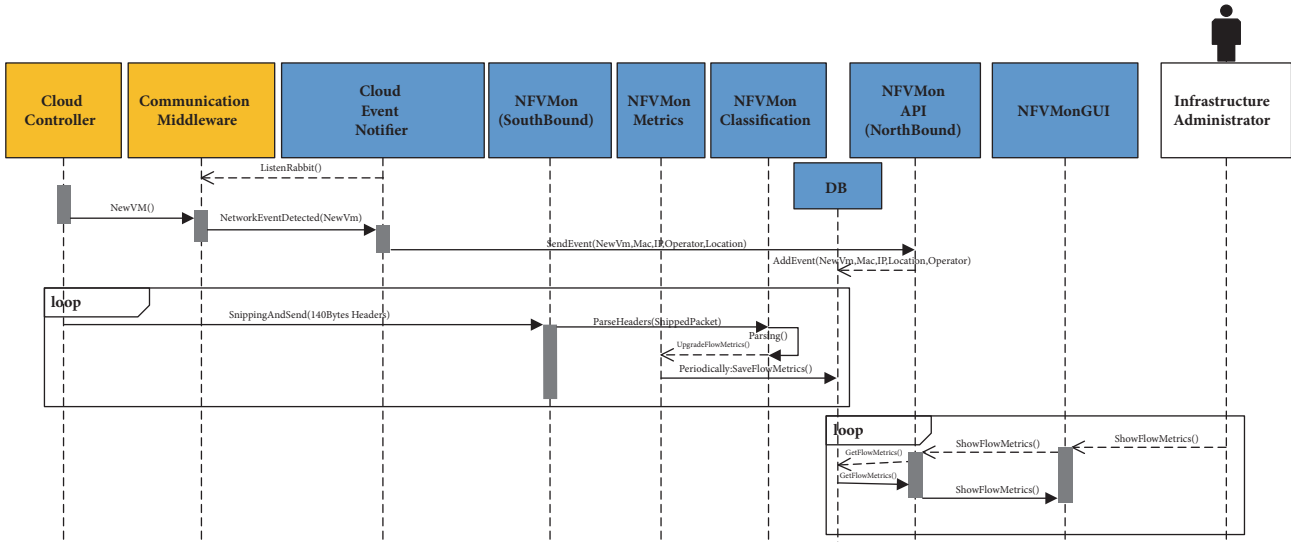 Cloud
Controller
Communication
Middleware
Cloud
Event
Notifier
NFVMon
(SouthBound)
NFVMon
Metrics
NFVMon
Classification
NFVMon
API
(NorthBound)
NFVMonGUI
Infrastructure
Administrator
DB
ListenRabbit()
NewVM()
NetworkEventDetected(NewVm)
SendEvent(NewVm,Mac,IP,Operator,Location)
AddEvent(NewVm,Mac,IP,Location,Operator)
loop
SnippingAndSend(140Bytes Headers)
ParseHeaders(ShippedPacket)
Parsing()
UpgradeFlowMetrics()
Periodically:SaveFlowMetrics()
loop
ShowFlowMetrics()
ShowFlowMetrics()
GetFlowMetrics()
GetFlowMetrics()
ShowFlowMetrics()